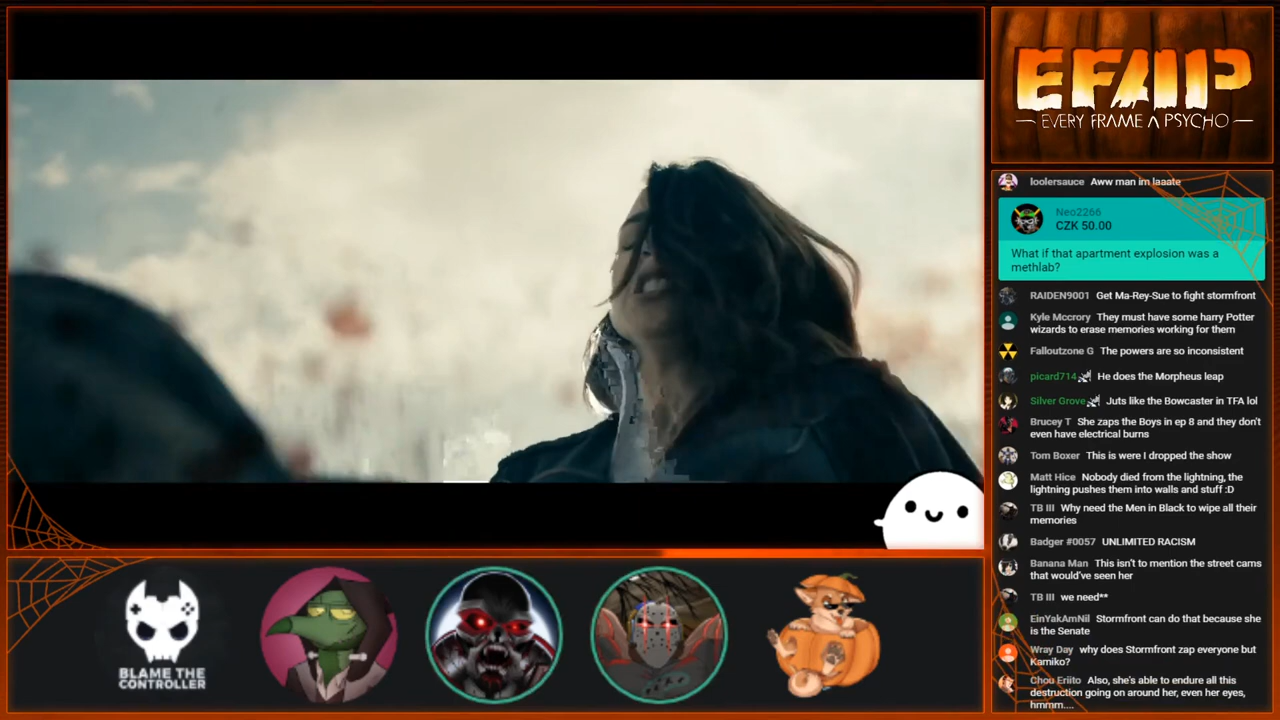 EFAP
EVERY FRAME A PSYCHO
loolersauce Aww man im laaate
Neo2266
CZK 50.00
What if that apartment explosion was a
methlab?
RAIDEN9001 Get Ma-Rey-Sue to fight stormfront
Kyle Mccrory They must have some harry Potter
wizards to erase memories working for them
Falloutzone G The powers are so inconsistent
picard714 He does the Morpheus leap
Silver Grove Juts like the Bowcaster in TFA lol
Brucey T She zaps the Boys in ep 8 and they don't
even have electrical burns
Tom Boxer This is were I dropped the show
Matt Hice Nobody died from the lightning, the
lightning pushes them into walls and stuff :D
TB III Why need the Men in Black to wipe all their
memories
Badger #0057 UNLIMITED RACISM
Banana Man This isn't to mention the street cams
that would've seen her
TB III we need**
EinYakAmNil Stormfront can do that because she
is the Senate
Wray Day why does Stormfront zap everyone but
Kamiko?
Chou Eriito Also, she's able to endure all this
destruction going on around her, even her eyes,
hmmm....
BLAME THE
CONTROLLER